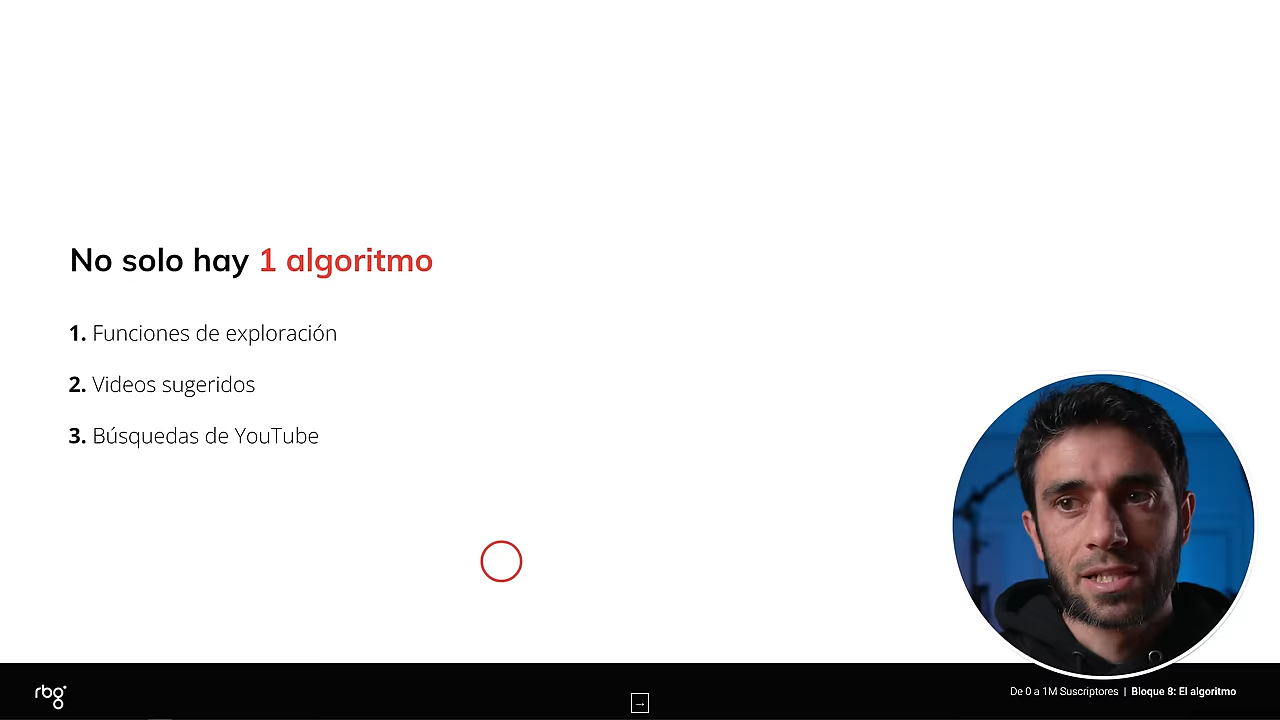 No solo hay 1 algoritmo
1. Funciones de exploración
2. Videos sugeridos
3. Búsquedas de YouTube
rbg
→
De 0 a 1M Suscriptores | Bloque 8: El algoritmo